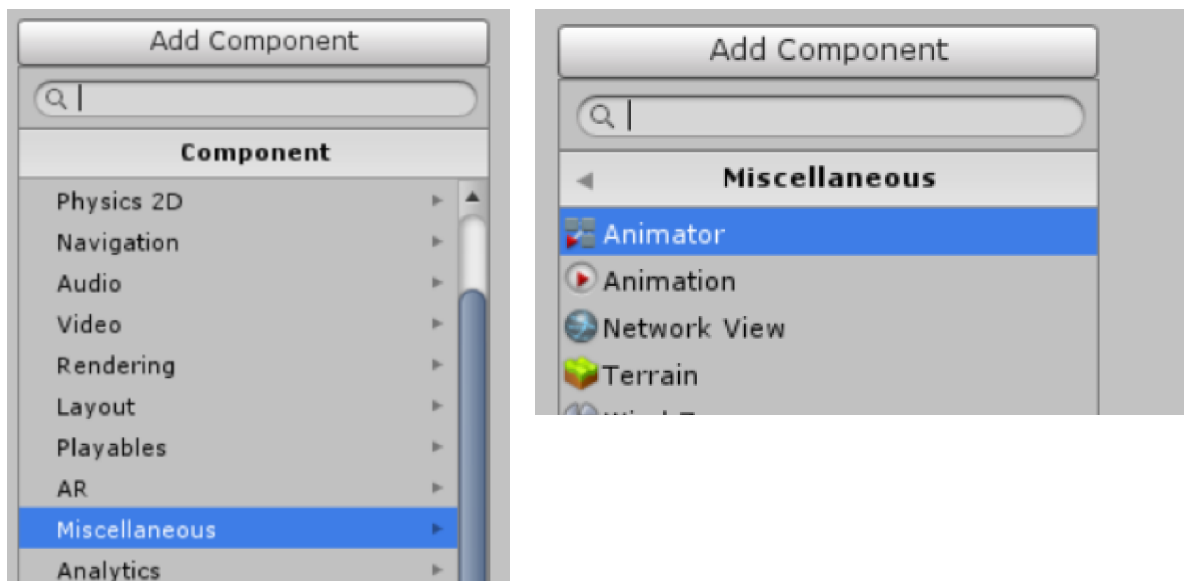 Add Component
Component
Physics 2D
Navigation
Audio
Video
Rendering
Layout
Playables
AR
Miscellaneous
Analytics
Add Component
Miscellaneous
Animator
Animation
Network View
Terrain